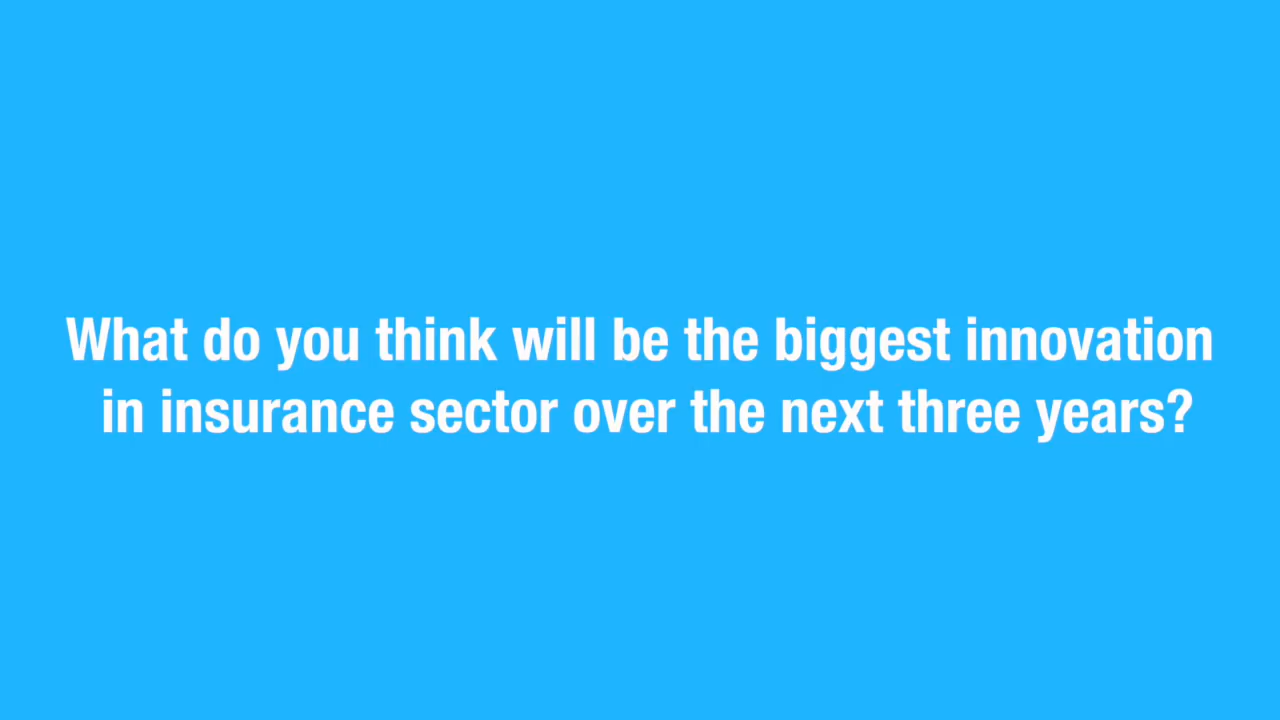 What do you think will be the biggest innovation
in insurance sector over the next three years?